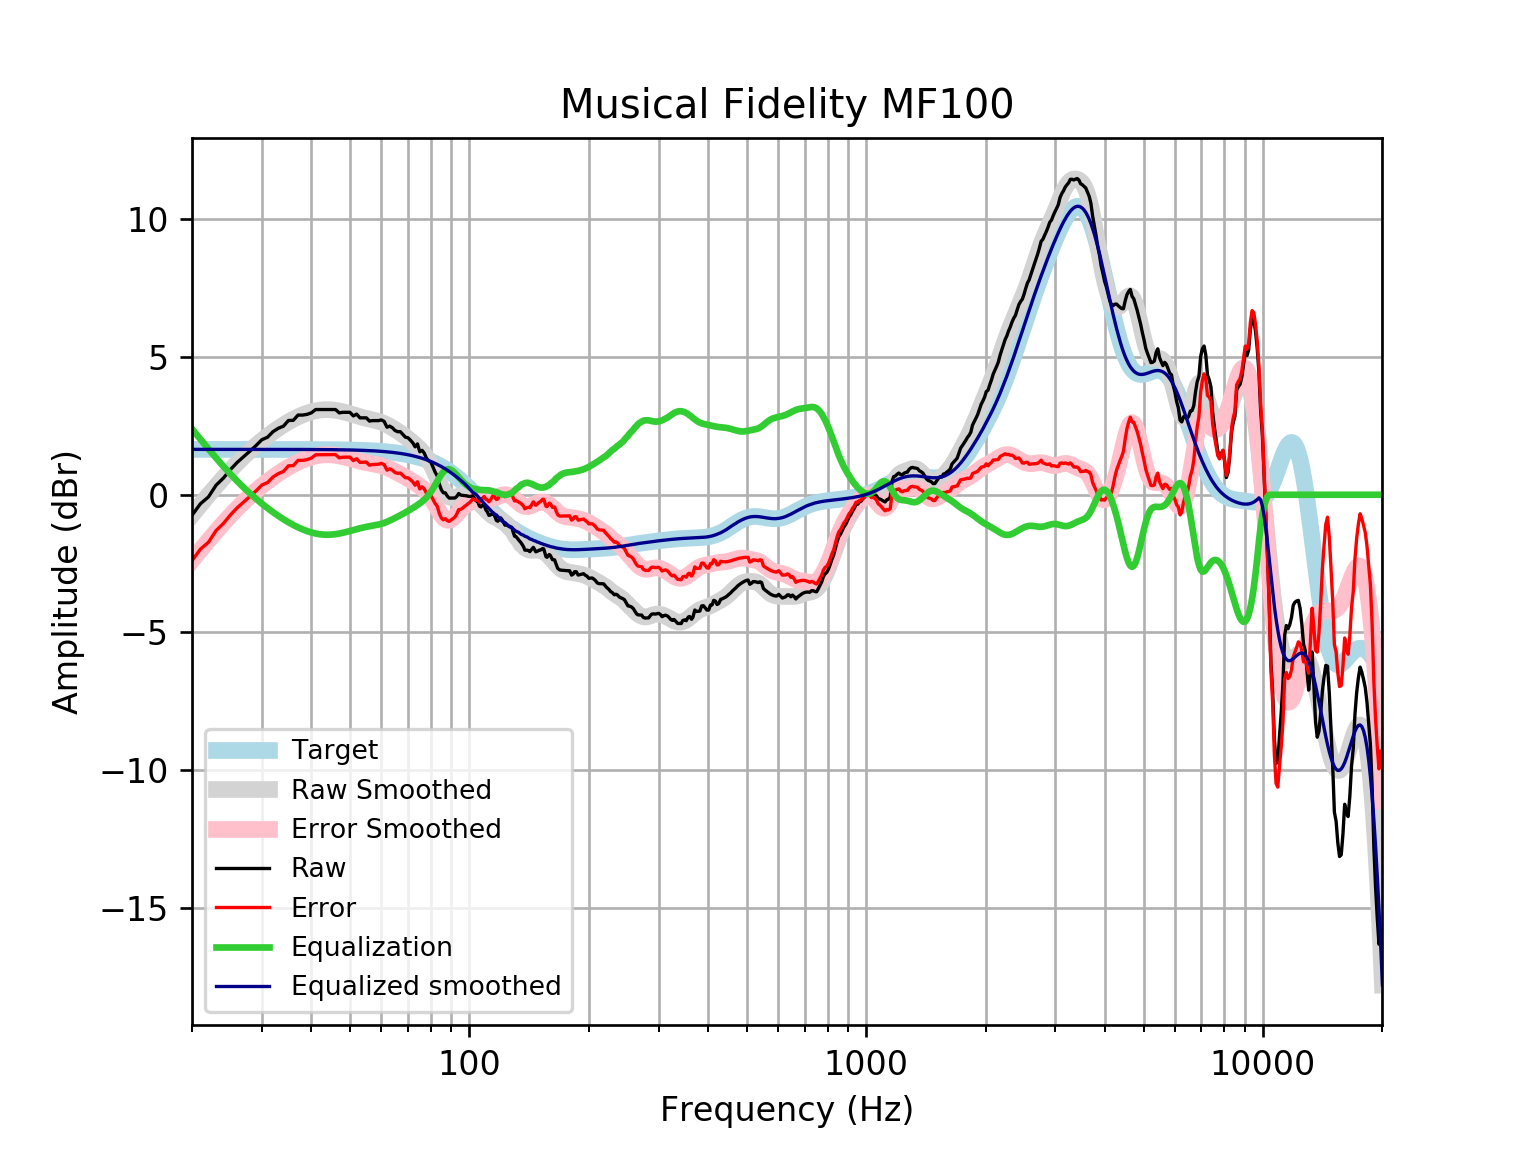 Musical Fidelity MF100
Amplitude (dBr)
10
5
0
−5
−10
−15
Target
Raw Smoothed
Error Smoothed
Raw
Error
Equalization
Equalized smoothed
100
1000
10000
Frequency (Hz)